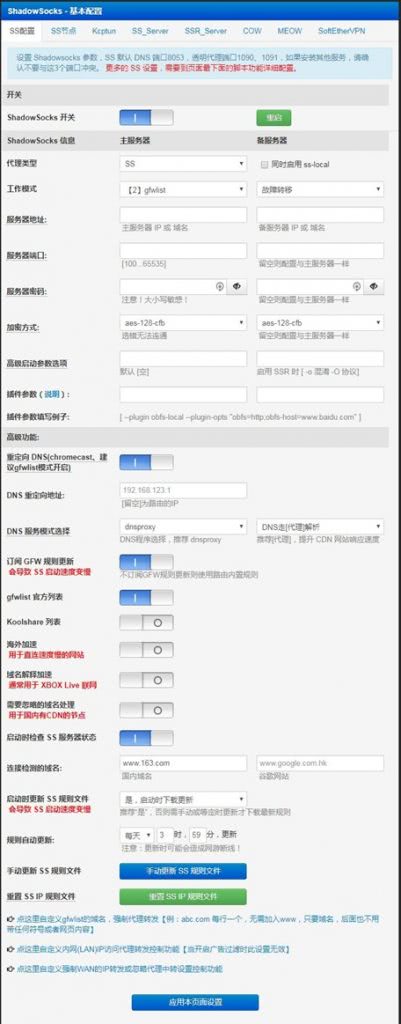 ShadowSocks - 基本配置
SS配置 SS节点 Kcptun SS_Server SSR_Server COW MEOW SoftEtherVPN
设置 Shadowsocks 参数，SS 默认 DNS 端口8053，透明代理端口1090、1091，如果安装其他服务，请确
认不要与这3个端口冲突。 更多的 SS 设置，需要到页面最下面的脚本功能详细配置。
开关
ShadowSocks 开关 重启
ShadowSocks 信息 主服务器 备服务器
代理类型 SS 同时启用 ss-local
工作模式 【2】gfwlist 故障转移
服务器地址:
主服务器 IP 或 域名 备服务器 IP 或 域名
服务器端口:
[100...65535] 留空则配置与主服务器一样
服务器密码:
注意！大小写敏感！ 留空则配置与主服务器一样
加密方式: aes-128-cfb aes-128-cfb
选错无法连通 留空则配置与主服务器一样
高级启动参数选项
默认 [空] 启用 SSR 时 [ -o 混淆 -O 协议]
插件参数（说明）:
插件参数填写例子: [ --plugin obfs-local --plugin-opts "obfs=http;obfs-host=www.baidu.com" ]
高级功能:
重定向 DNS(chromecast、建
议gfwlist模式开启)
DNS 重定向地址: 192.168.123.1
[留空]为路由的IP
DNS 服务模式选择 dnsproxy DNS走[代理]解析
DNS程序选择，推荐 dnsproxy 推荐[代理]，提升 CDN 网站响应速度
订阅 GFW 规则更新
会导致 SS 启动速度变慢
不订阅GFW规则更新则使用路由内置规则
gfwlist 官方列表
Koolshare 列表
海外加速
用于直连速度慢的网站
域名解释加速
通常用于 XBOX Live 联网
需要忽略的域名处理
用于国内有CDN的节点
启动时检查 SS 服务器状态
连接检测的域名: www.163.com www.google.com.hk
国内域名 谷歌网站
启动时更新 SS 规则文件 是，启动时下载更新
会导致 SS 启动速度变慢 推荐“是”，否则需手动或等定时更新才下载最新规则
规则自动更新: 每天 3 时, 59 分，更新
注意：更新时可能会造成网游断线！
手动更新 SS 规则文件 手动更新 SS 规则文件
重置 SS IP 规则文件 重置 SS IP 规则文件
点这里自定义gfwlist的域名，强制代理转发【例：abc.com 每行一个，无需加入www，只要域名，后面也不用
带任何符号或者网页内容】
点这里自定义内网(LAN)IP访问代理转发控制功能【当开启广告过滤时此设置无效】
点这里自定义强制WAN的IP转发或忽略代理中转设置控制功能
应用本页面设置